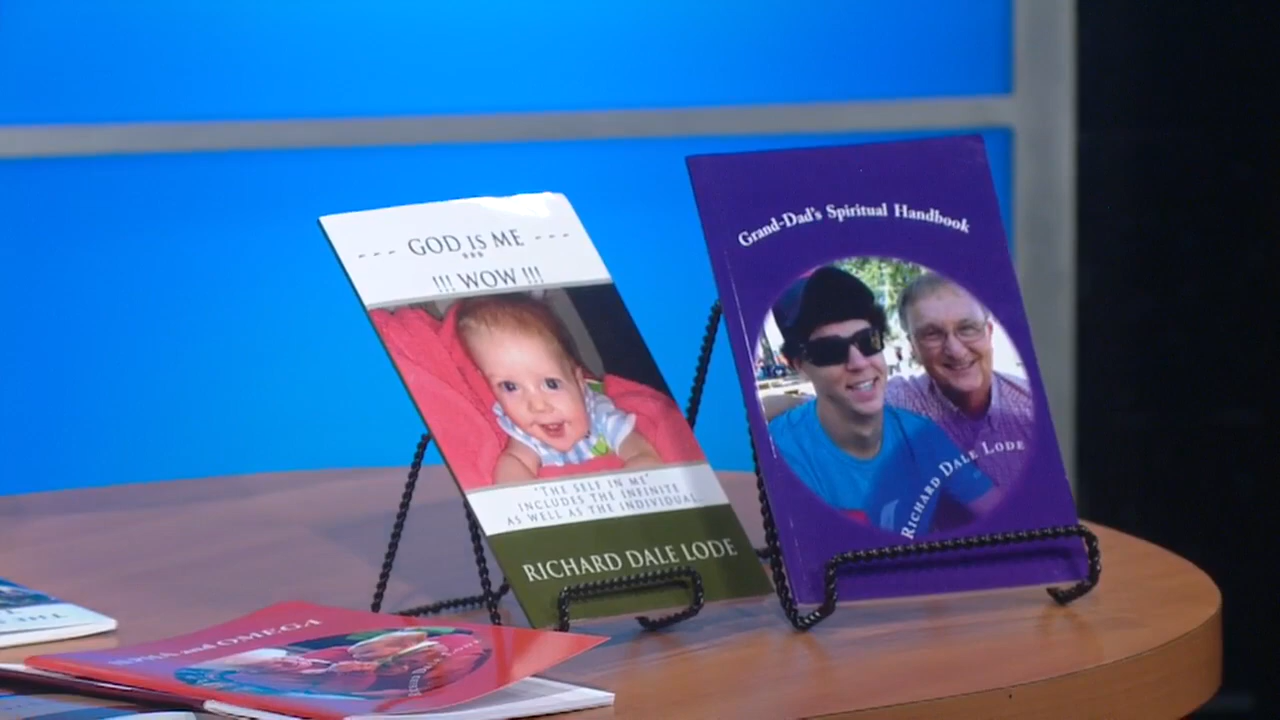 --- GOD IS ME ---
***
!!! WOW !!!
"THE SELF IN ME"
INCLUDES THE INFINITE
AS WELL AS THE INDIVIDUAL.
RICHARD DALE LODE
Grand-Dad's Spiritual Handbook
RICHARD DALE LODE
and OMEGA